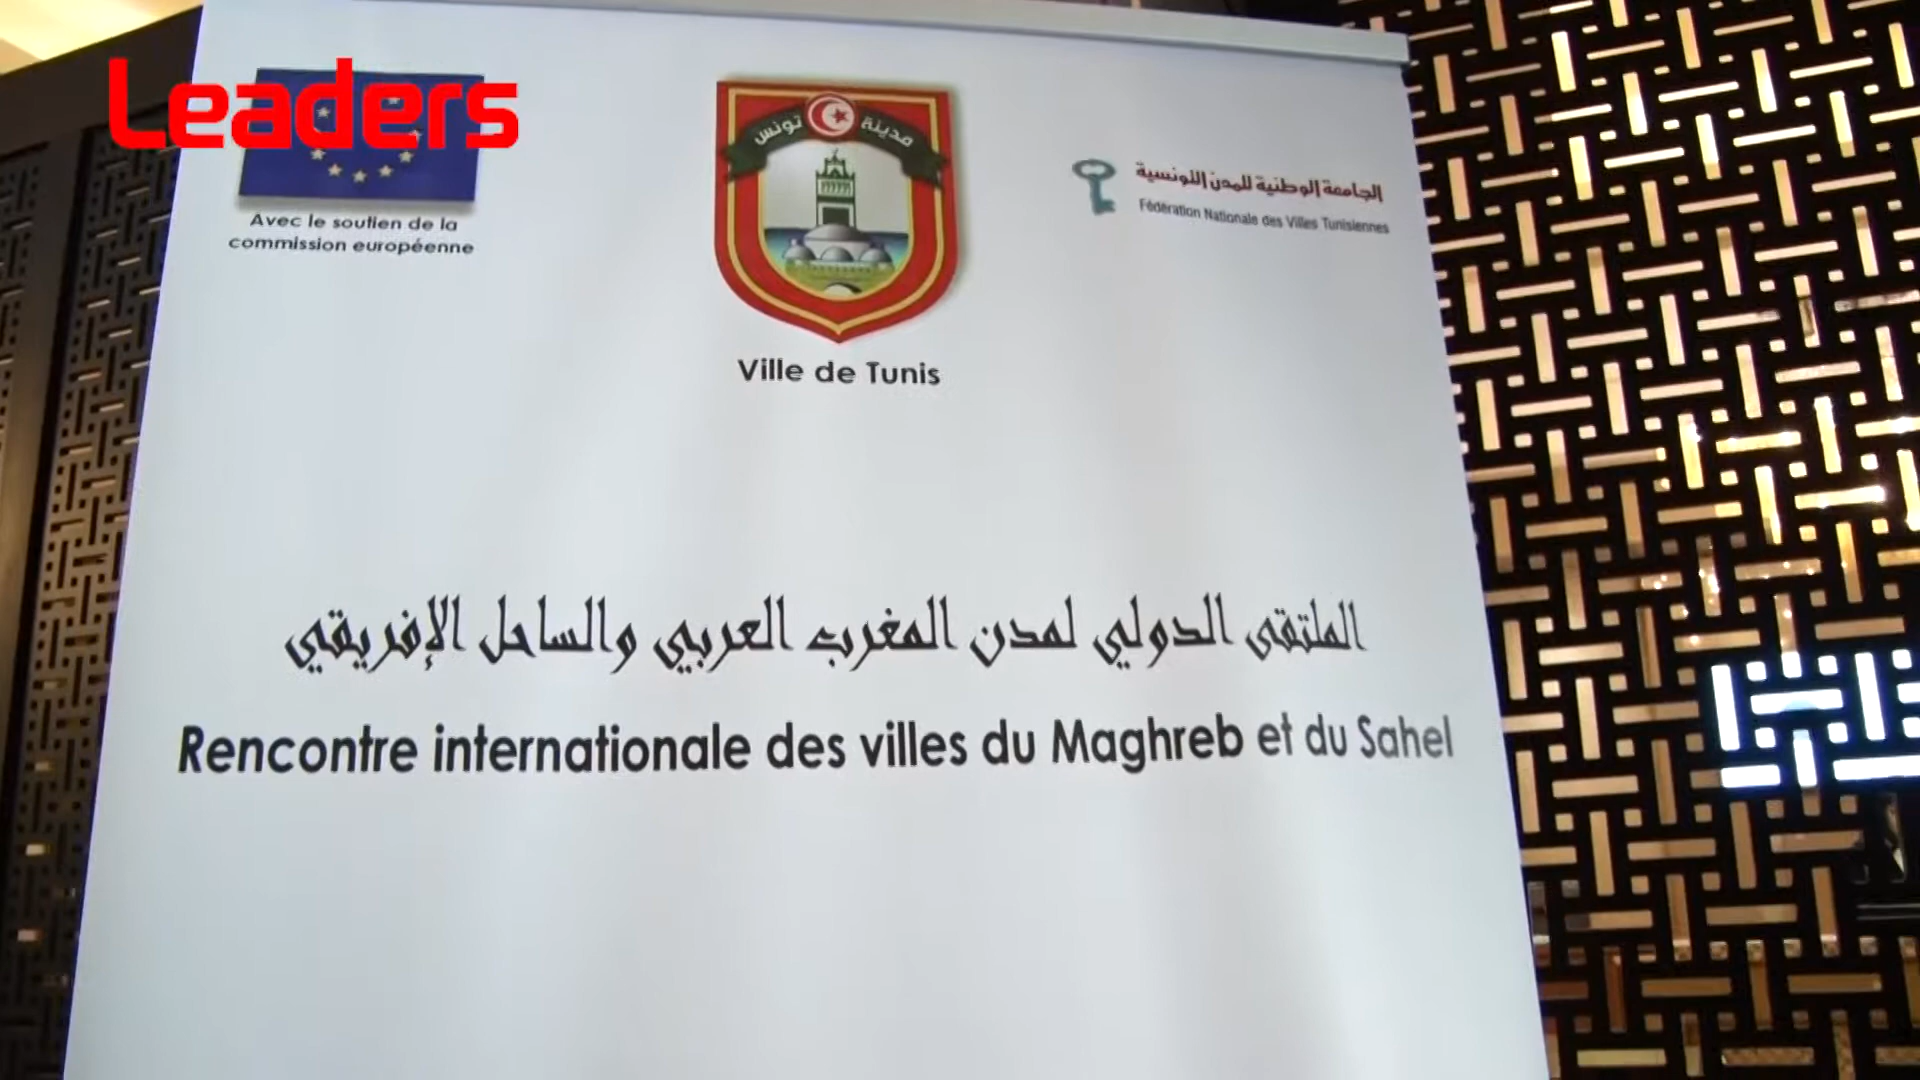 Leaders
Avec le soutien de la
commission européenne
مدينة تونس
Ville de Tunis
الجامعة الوطنية للمدن التونسية
Fédération Nationale des Villes Tunisiennes
الملتقى الدولي لمدن المغرب العربي والساحل الإفريقي
Rencontre internationale des villes du Maghreb et du Sahel